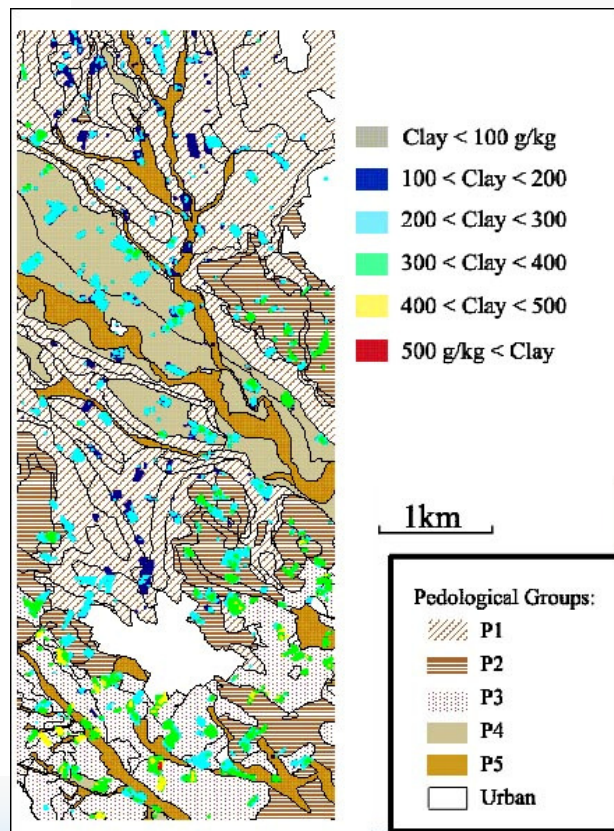 Clay < 100 g/kg
100 < Clay < 200
200 < Clay < 300
300 < Clay < 400
400 < Clay < 500
500 g/kg < Clay
1km
Pedological Groups:
P1
P2
P3
P4
P5
Urban